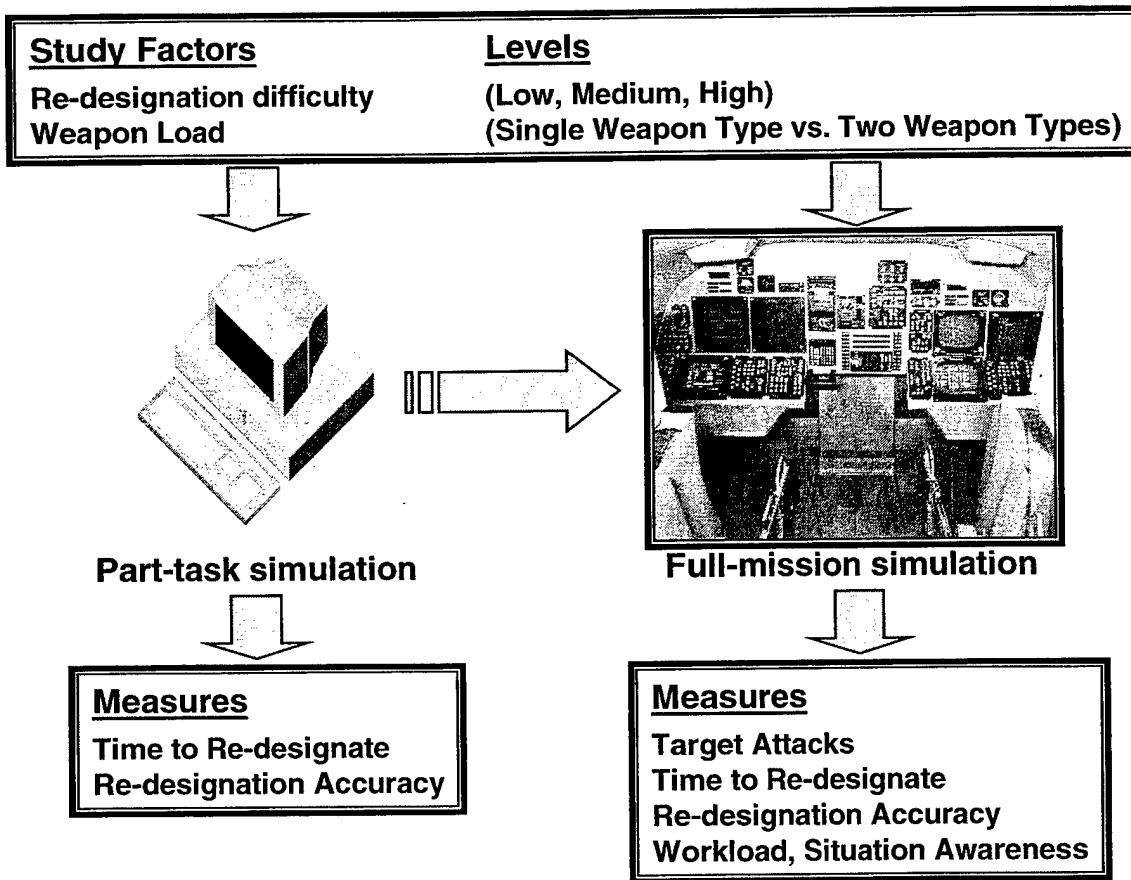 Study Factors
Levels
Re-designation difficulty
(Low, Medium, High)
Weapon Load
(Single Weapon Type vs. Two Weapon Types)
Part-task simulation
Full-mission simulation
Measures
Time to Re-designate
Re-designation Accuracy
Measures
Target Attacks
Time to Re-designate
Re-designation Accuracy
Workload, Situation Awareness